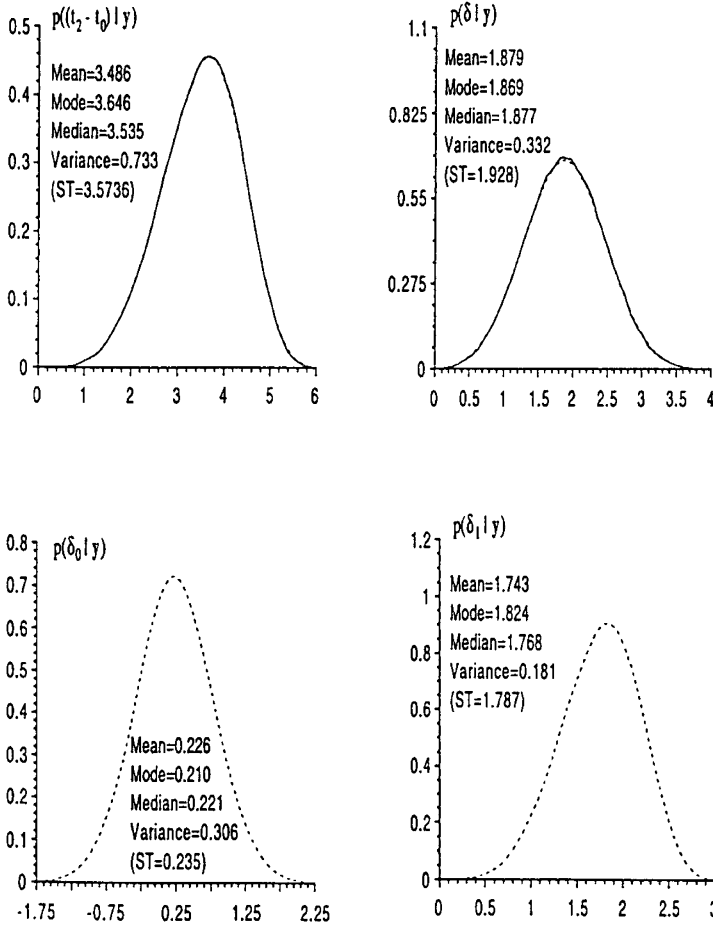 p((t₂ - t₀) | y)
0.5
Mean=3.486
Mode=3.646
Median=3.535
Variance=0.733
(ST=3.5736)
0.4
0.3
0.2
0.1
0
0 1 2 3 4 5 6
p(δ | y)
1.1
Mean=1.879
Mode=1.869
Median=1.877
Variance=0.332
(ST=1.928)
0.825
0.55
0.275
0
0 0.5 1 1.5 2 2.5 3 3.5 4
p(δ₀ | y)
0.8
0.7
0.6
0.5
0.4
0.3
0.2
0.1
0
Mean=0.226
Mode=0.210
Median=0.221
Variance=0.306
(ST=0.235)
-1.75 -0.75 0.25 1.25 2.25
p(δ₁ | y)
1.2
Mean=1.743
Mode=1.824
Median=1.768
Variance=0.181
(ST=1.787)
1
0.8
0.6
0.4
0.2
0
0 0.5 1 1.5 2 2.5 3